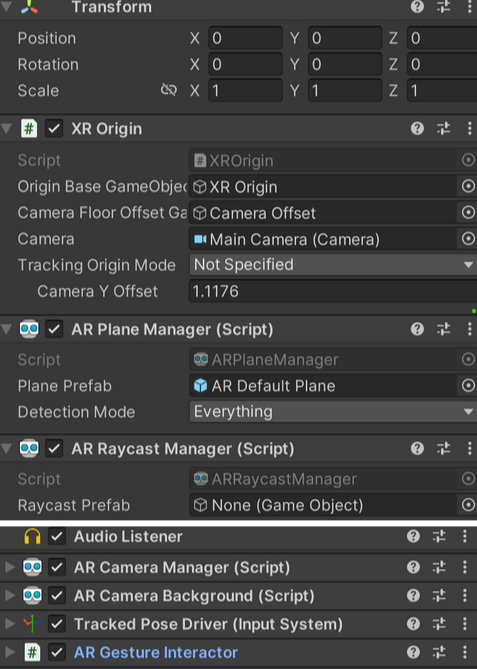 Transform
Position X 0 Y 0 Z 0
Rotation X 0 Y 0 Z 0
Scale X 1 Y 1 Z 1
XR Origin
Script XROrigin
Origin Base GameObjec XR Origin
Camera Floor Offset Ga Camera Offset
Camera Main Camera (Camera)
Tracking Origin Mode Not Specified
Camera Y Offset 1.1176
AR Plane Manager (Script)
Script ARPlaneManager
Plane Prefab AR Default Plane
Detection Mode Everything
AR Raycast Manager (Script)
Script ARRaycastManager
Raycast Prefab None (Game Object)
Audio Listener
AR Camera Manager (Script)
AR Camera Background (Script)
Tracked Pose Driver (Input System)
AR Gesture Interactor